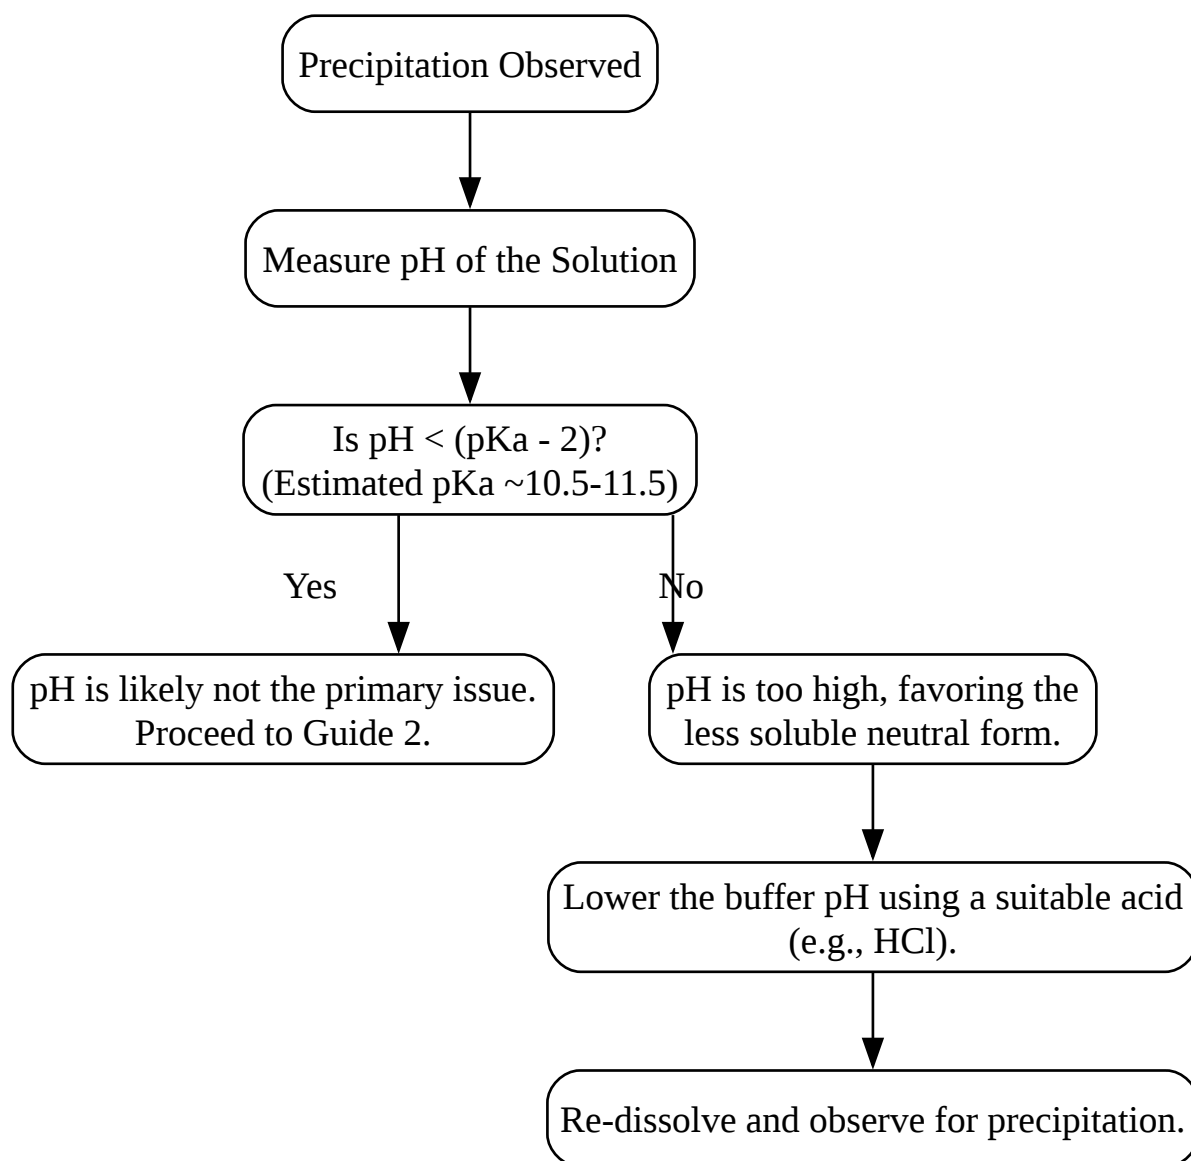 Precipitation Observed
Measure pH of the Solution
Is pH < (pKa - 2)?
(Estimated pKa ~10.5-11.5)
Yes
No
pH is likely not the primary issue.
Proceed to Guide 2.
pH is too high, favoring the
less soluble neutral form.
Lower the buffer pH using a suitable acid
(e.g., HCl).
Re-dissolve and observe for precipitation.